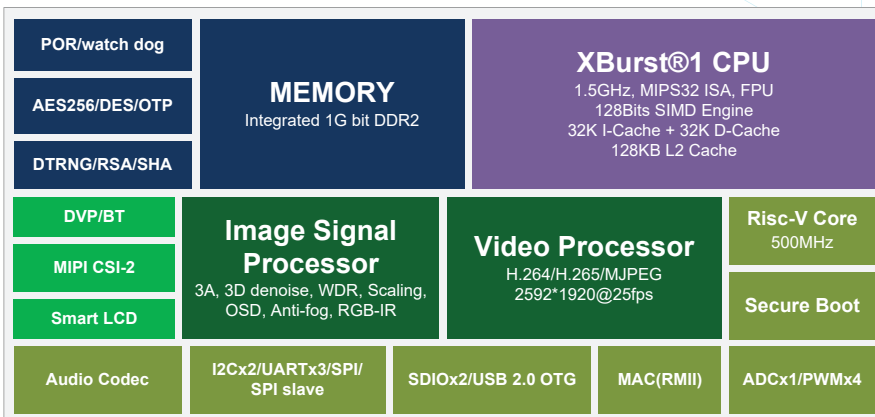 POR/watch dog
AES256/DES/OTP
DTRNG/RSA/SHA
MEMORY
Integrated 1G bit DDR2
XBurst®1 CPU
1.5GHz, MIPS32 ISA, FPU
128Bits SIMD Engine
32K I-Cache + 32K D-Cache
128KB L2 Cache
DVP/BT
MIPI CSI-2
Smart LCD
Image Signal
Processor
3A, 3D denoise, WDR, Scaling,
OSD, Anti-fog, RGB-IR
Video Processor
H.264/H.265/MJPEG
2592*1920@25fps
Risc-V Core
500MHz
Secure Boot
Audio Codec
I2Cx2/UARTx3/SPI/
SPI slave
SDIOx2/USB 2.0 OTG
MAC(RMII)
ADCx1/PWMx4